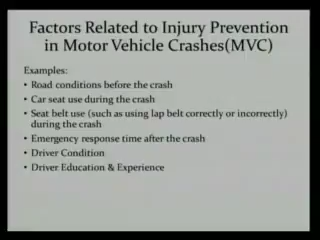 Factors Related to Injury Prevention
in Motor Vehicle Crashes(MVC)
Examples:
• Road conditions before the crash
• Car seat use during the crash
• Seat belt use (such as using lap belt correctly or incorrectly)
during the crash
• Emergency response time after the crash
• Driver Condition
• Driver Education & Experience